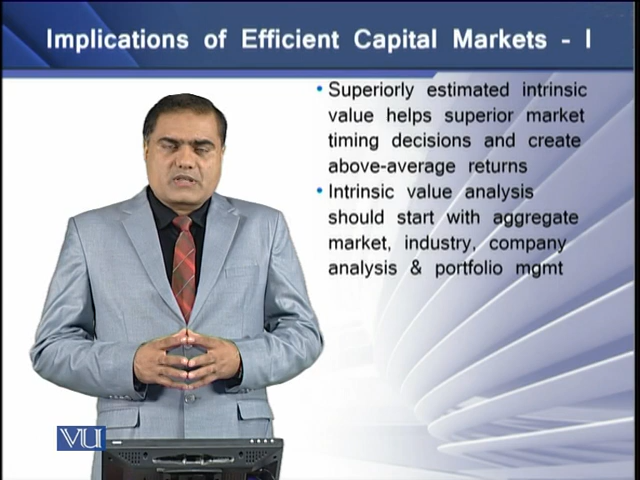 Implications of Efficient Capital Markets - I
• Superiorly estimated intrinsic
value helps superior market
timing decisions and create
above-average returns
• Intrinsic value analysis
should start with aggregate
market, industry, company
analysis & portfolio mgmt
VU